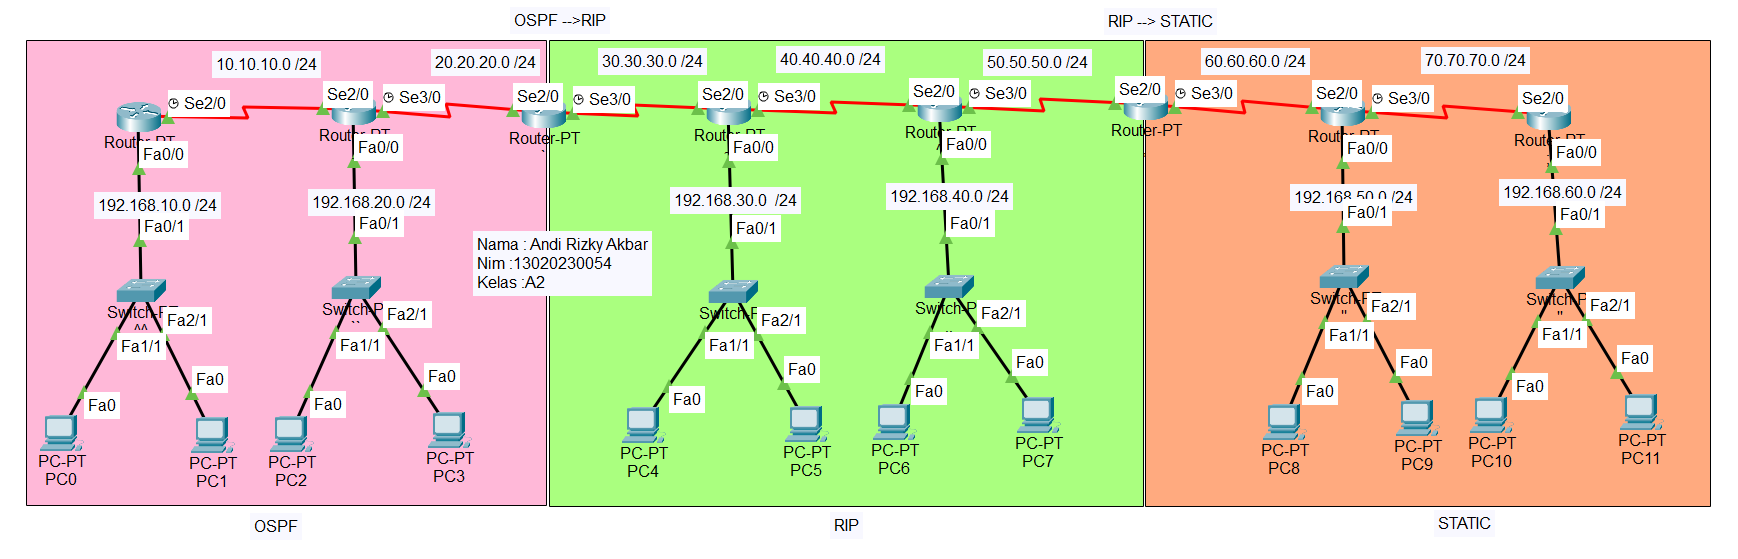 OSPF -->RIP
RIP --> STATIC
10.10.10.0 /24
20.20.20.0 /24
30.30.30.0 /24
40.40.40.0 /24
50.50.50.0 /24
60.60.60.0 /24
70.70.70.0 /24
Se2/0
Se2/0
Se3/0
Se2/0
Se3/0
Se2/0
Se3/0
Se2/0
Se3/0
Se2/0
Se3/0
Se2/0
Se3/0
Se2/0
Router-PT
Router-PT
Fa0/0
Fa0/0
Fa0/0
Fa0/0
Fa0/0
Fa0/0
192.168.10.0 /24
192.168.20.0 /24
192.168.30.0 /24
192.168.40.0 /24
192.168.50.0 /24
192.168.60.0 /24
Fa0/1
Fa0/1
Fa0/1
Fa0/1
Fa0/1
Fa0/1
Nama : Andi Rizky Akbar
Nim :13020230054
Kelas :A2
^^
``
"
"
Fa2/1
Fa2/1
Fa2/1
Fa2/1
Fa2/1
Fa2/1
Fa1/1
Fa1/1
Fa1/1
Fa1/1
Fa1/1
Fa1/1
Fa0
Fa0
Fa0
Fa0
Fa0
Fa0
Fa0
Fa0
Fa0
Fa0
Fa0
Fa0
PC-PT
PC0
PC-PT
PC1
PC-PT
PC2
PC-PT
PC3
PC-PT
PC4
PC-PT
PC5
PC-PT
PC6
PC-PT
PC7
PC-PT
PC8
PC-PT
PC9
PC-PT
PC10
PC-PT
PC11
OSPF
RIP
STATIC